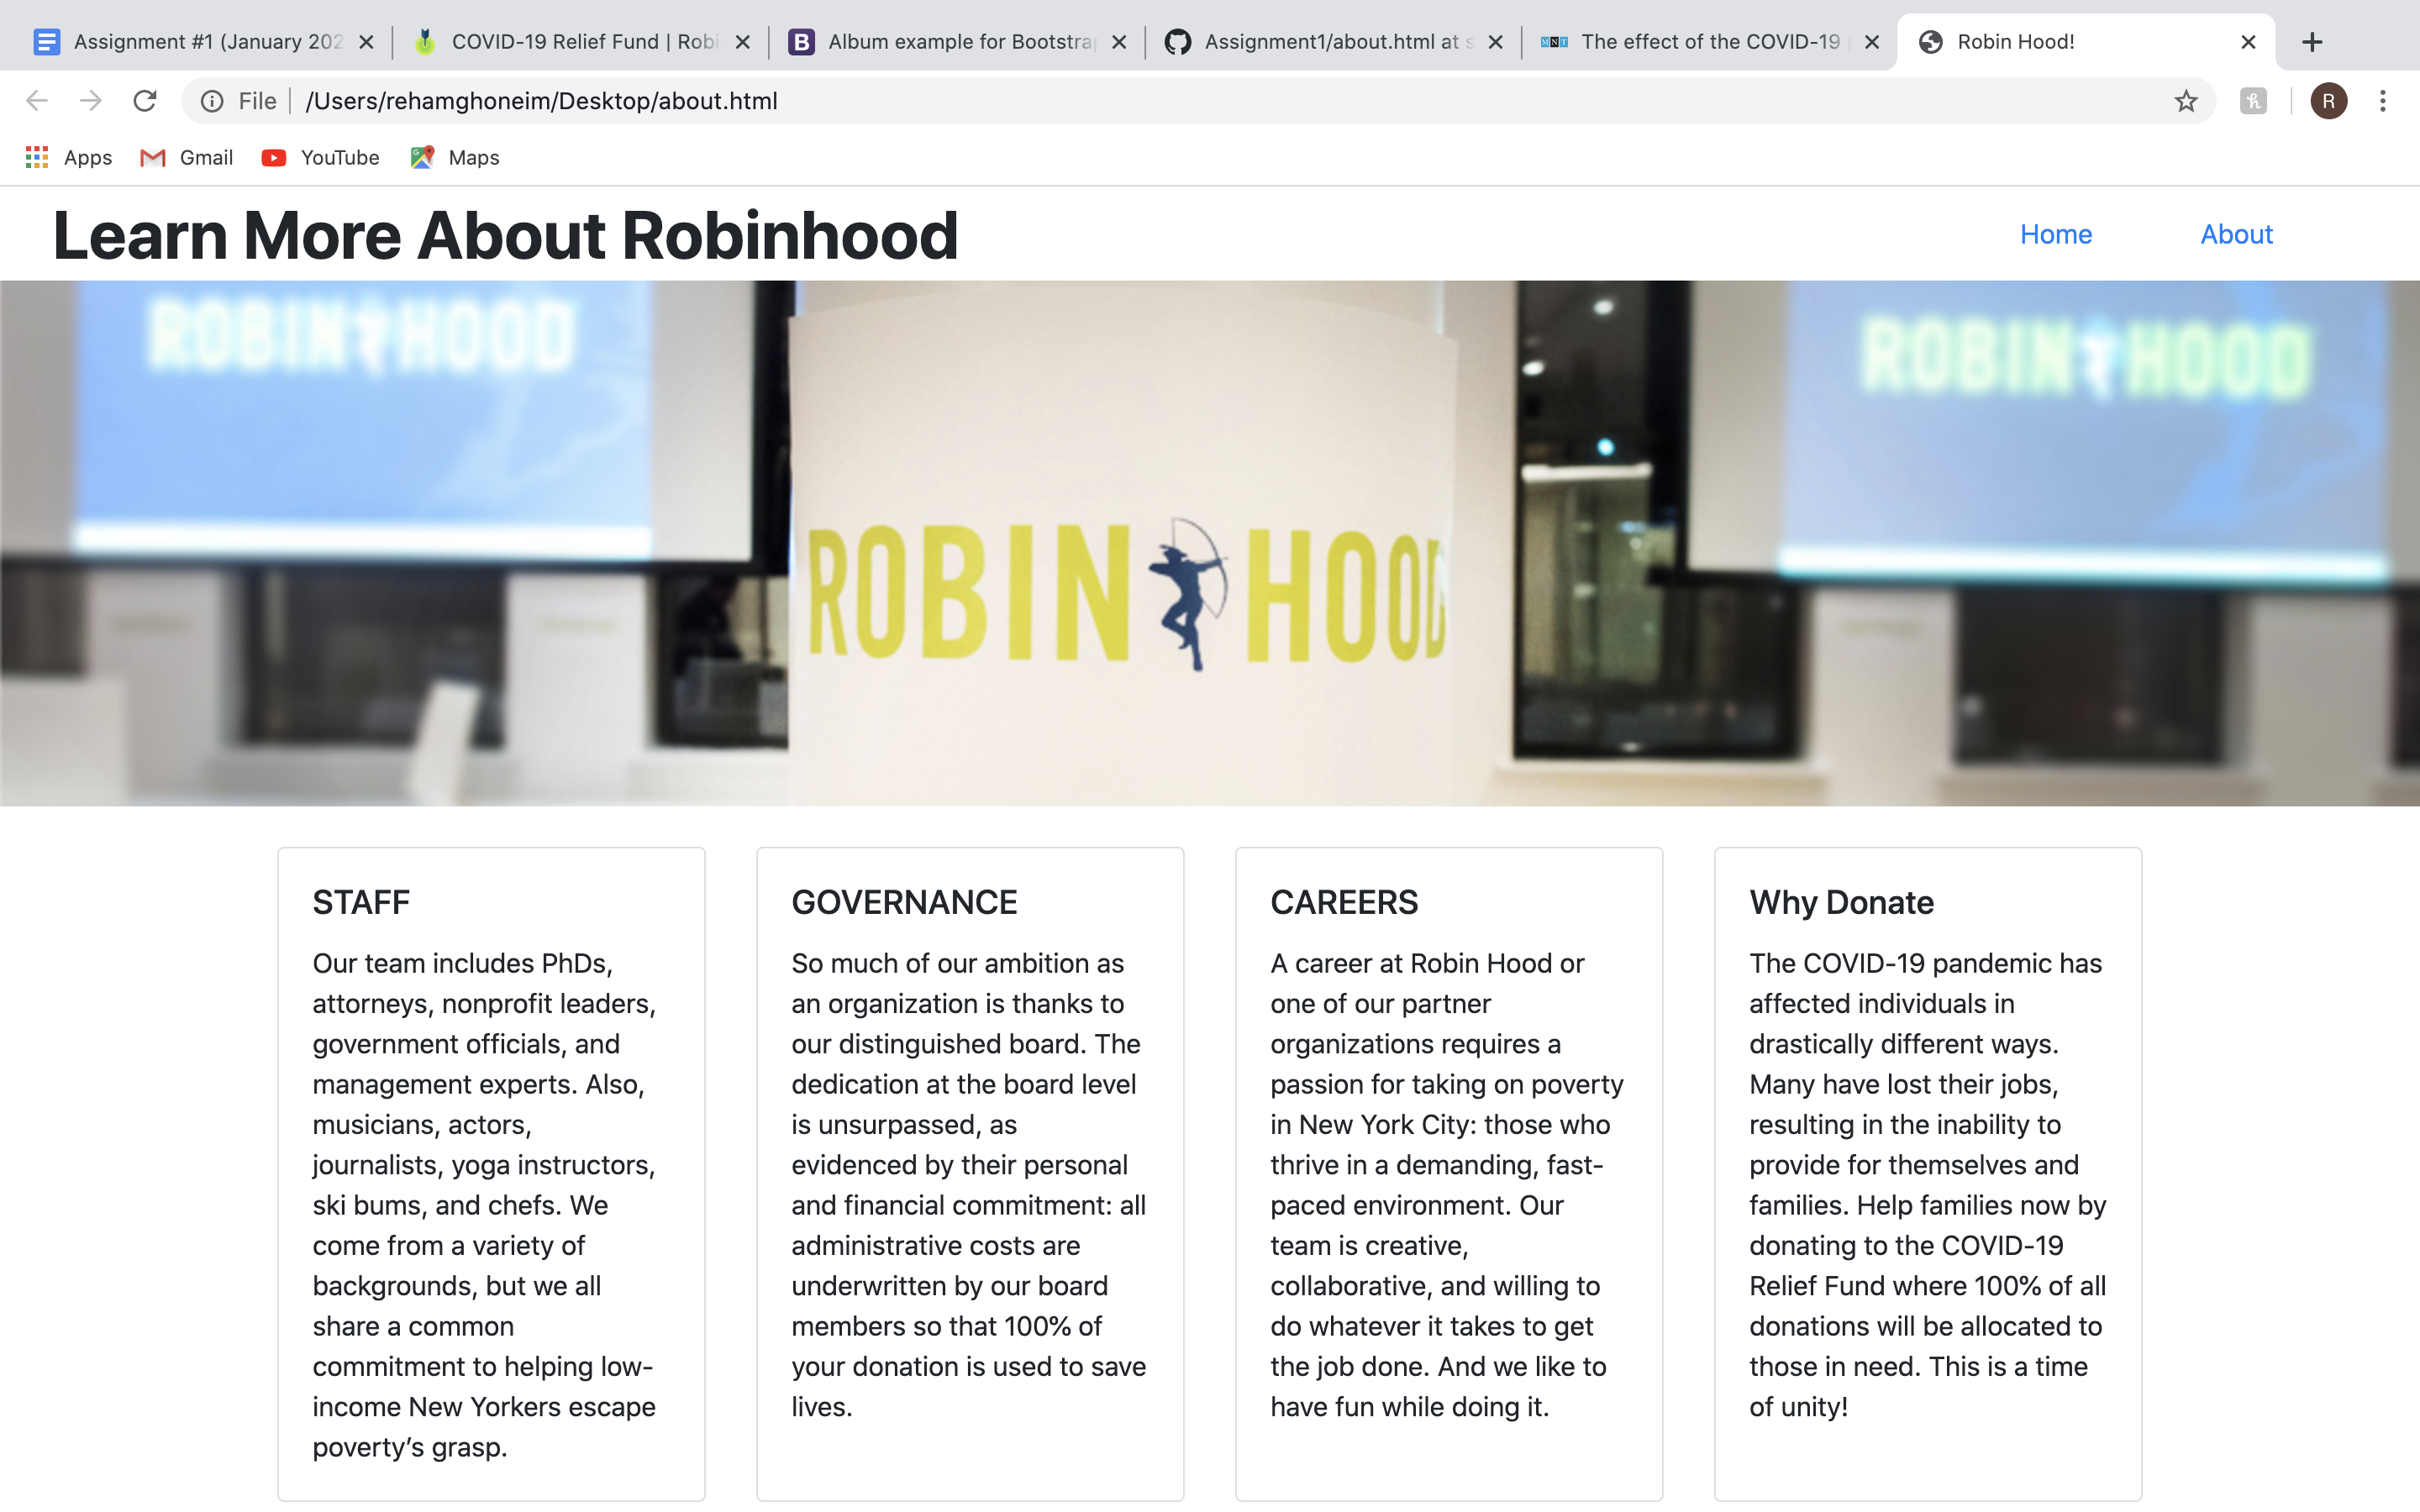 Assignment #1 (January 202
COVID-19 Relief Fund | Robi
B Album example for Bootstrap
Assignment1/about.html at s
MNT The effect of the COVID-19
Robin Hood!
File /Users/rehamghoneim/Desktop/about.html
R
Apps Gmail YouTube Maps
Learn More About Robinhood
Home About
ROBIN HOOD
ROBIN HOOD
ROBIN HOOD
STAFF
Our team includes PhDs,
attorneys, nonprofit leaders,
government officials, and
management experts. Also,
musicians, actors,
journalists, yoga instructors,
ski bums, and chefs. We
come from a variety of
backgrounds, but we all
share a common
commitment to helping low-
income New Yorkers escape
poverty’s grasp.
GOVERNANCE
So much of our ambition as
an organization is thanks to
our distinguished board. The
dedication at the board level
is unsurpassed, as
evidenced by their personal
and financial commitment: all
administrative costs are
underwritten by our board
members so that 100% of
your donation is used to save
lives.
CAREERS
A career at Robin Hood or
one of our partner
organizations requires a
passion for taking on poverty
in New York City: those who
thrive in a demanding, fast-
paced environment. Our
team is creative,
collaborative, and willing to
do whatever it takes to get
the job done. And we like to
have fun while doing it.
Why Donate
The COVID-19 pandemic has
affected individuals in
drastically different ways.
Many have lost their jobs,
resulting in the inability to
provide for themselves and
families. Help families now by
donating to the COVID-19
Relief Fund where 100% of all
donations will be allocated to
those in need. This is a time
of unity!